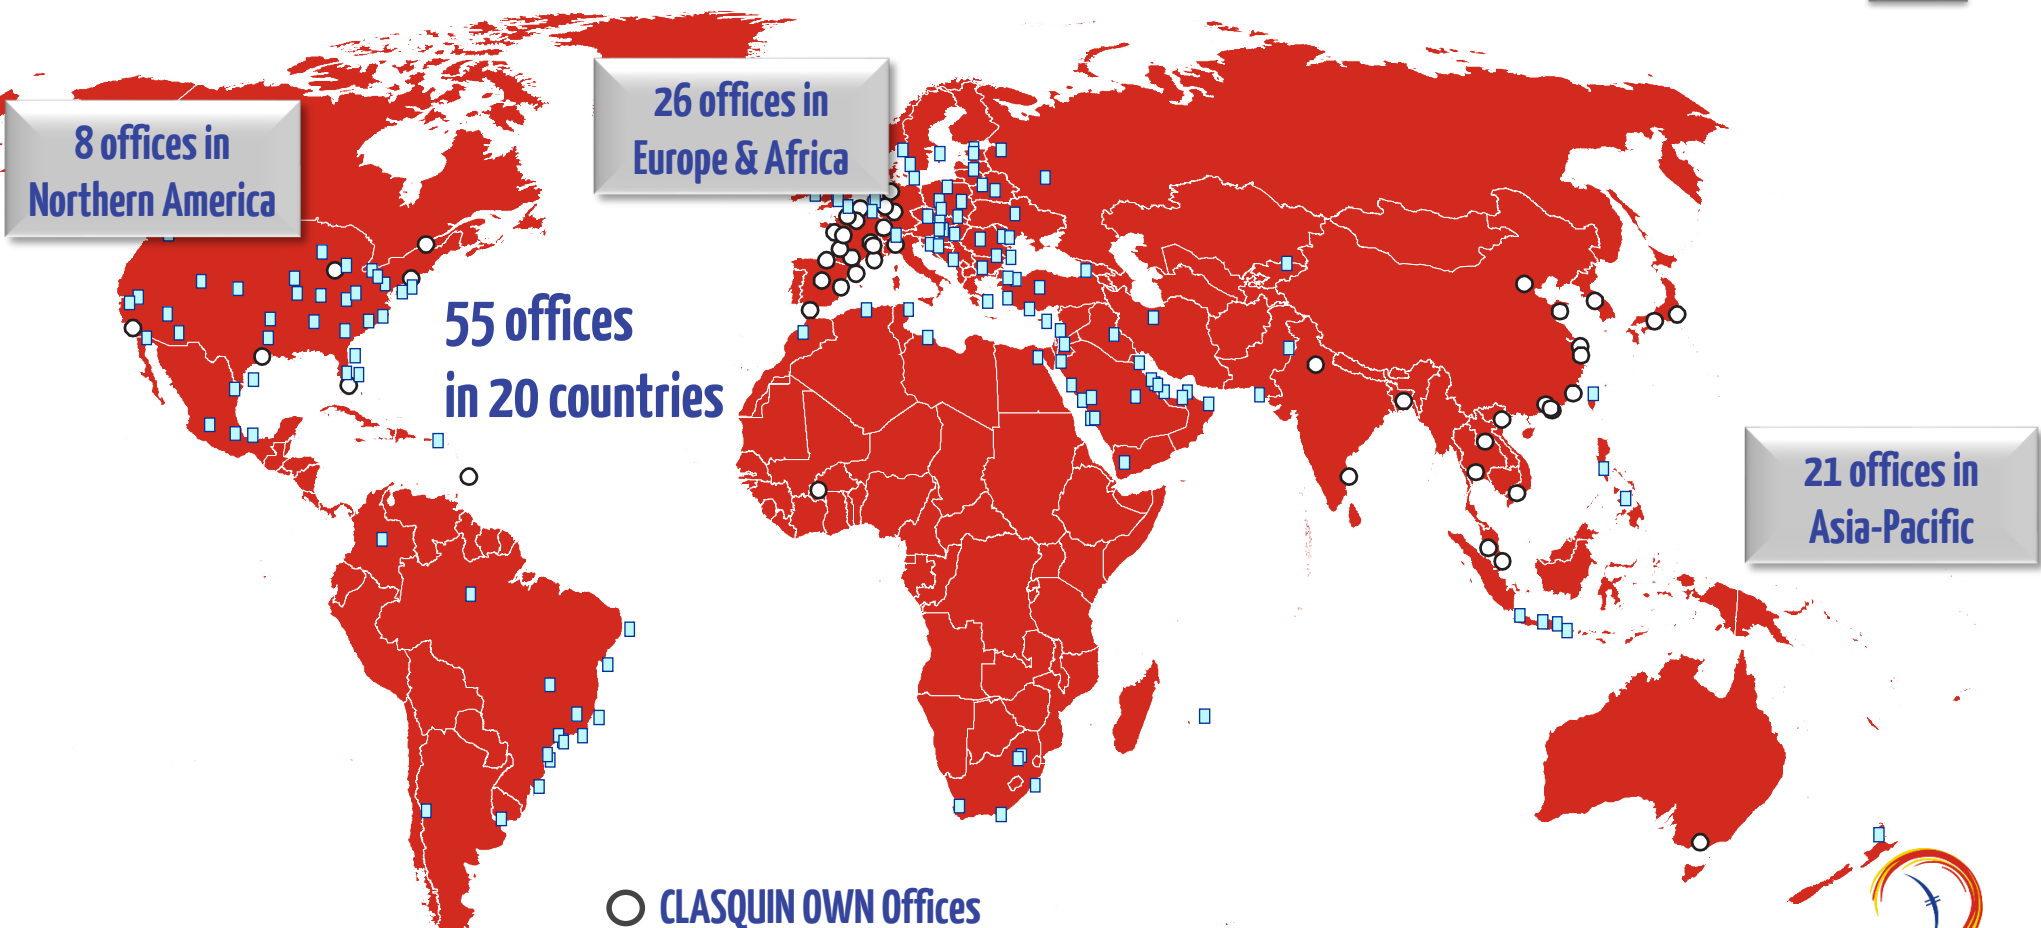 26 offices in
Europe & Africa
8 offices in
Northern America
55 offices
in 20 countries
21 offices in
Asia-Pacific
CLASQUIN OWN Offices